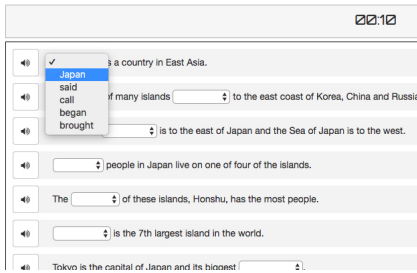 00:10
✓
Japan
said
call
began
brought
s a country in East Asia.
of many islands to the east coast of Korea, China and Russia
is to the east of Japan and the Sea of Japan is to the west.
people in Japan live on one of four of the islands.
The of these islands, Honshu, has the most people.
is the 7th largest island in the world.
Tokyo is the capital of Japan and its biggest .